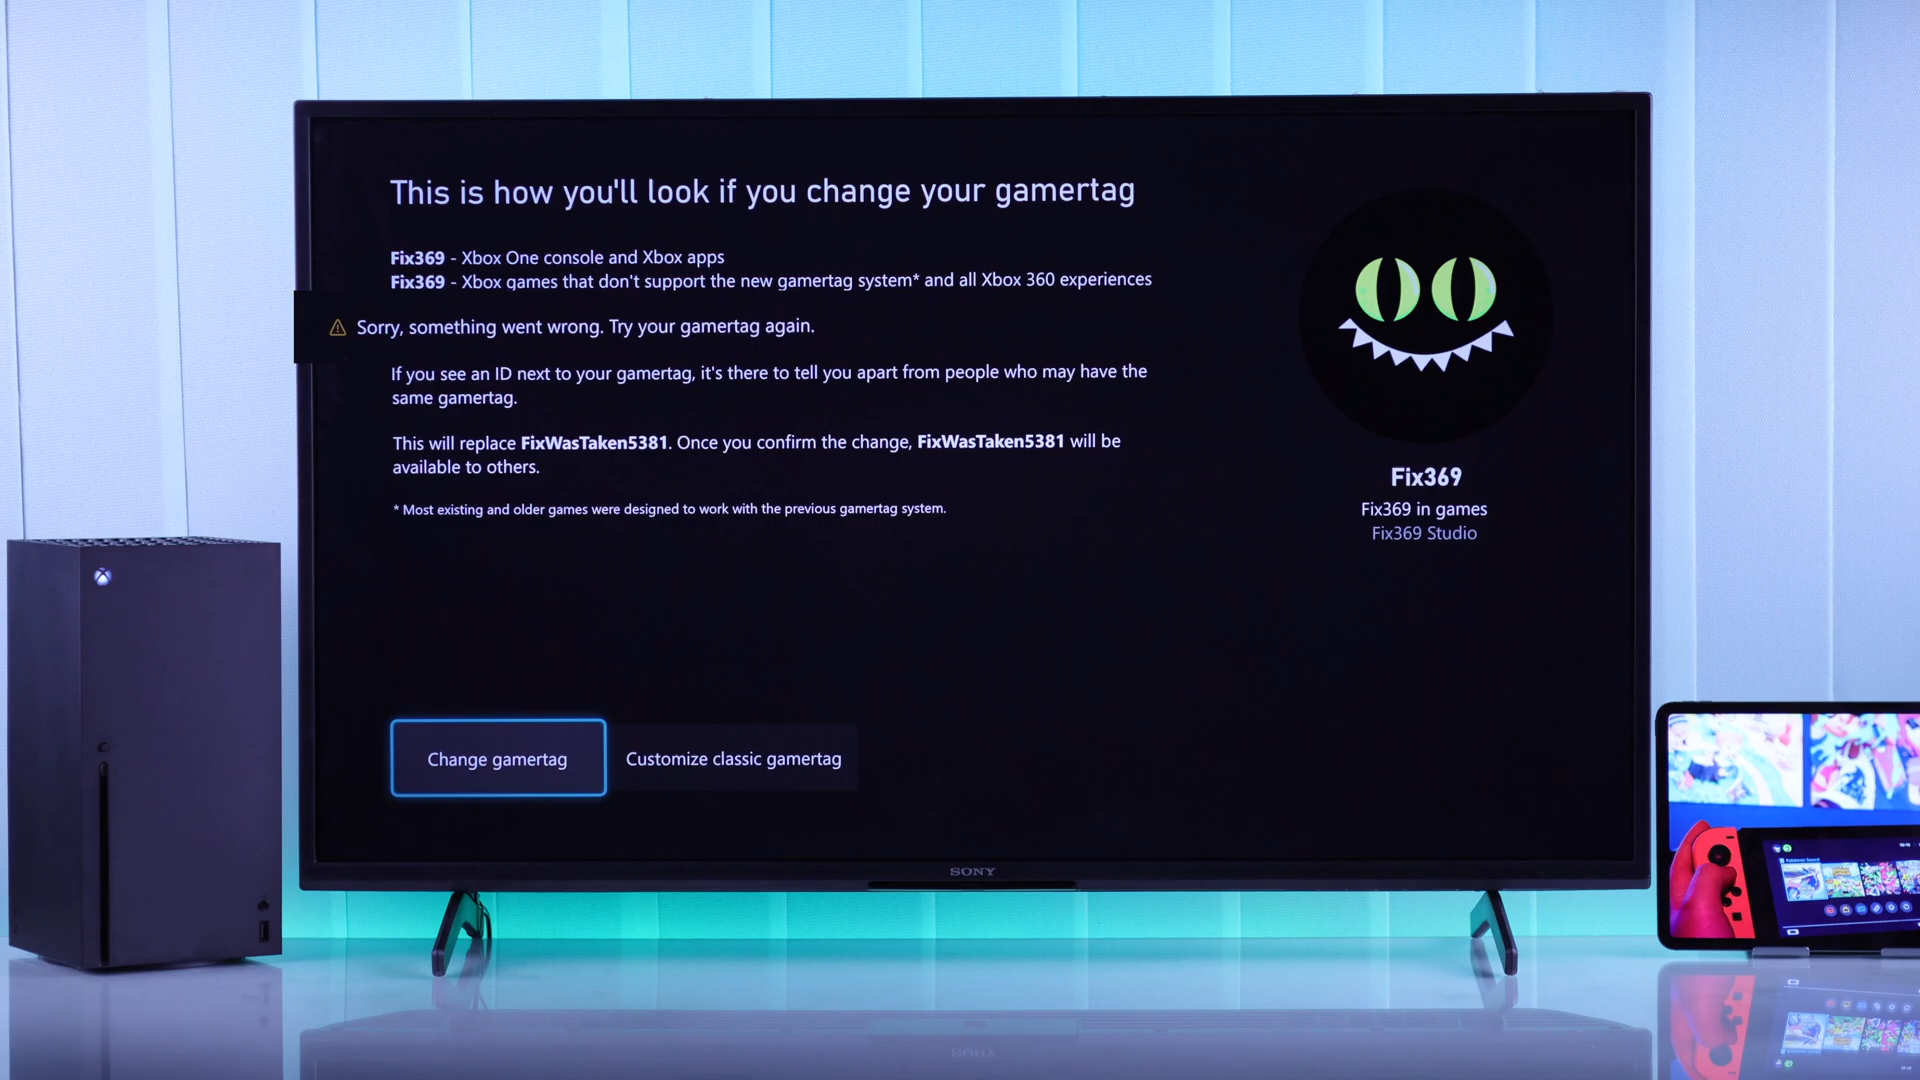 This is how you'll look if you change your gamertag
Fix369 - Xbox One console and Xbox apps
Fix369 - Xbox games that don't support the new gamertag system* and all Xbox 360 experiences
Sorry, something went wrong. Try your gamertag again.
If you see an ID next to your gamertag, it's there to tell you apart from people who may have the
same gamertag.
This will replace FixWasTaken5381. Once you confirm the change, FixWasTaken5381 will be
available to others.
* Most existing and older games were designed to work with the previous gamertag system.
Fix369
Fix369 in games
Fix369 Studio
Change gamertag
Customize classic gamertag
SONY